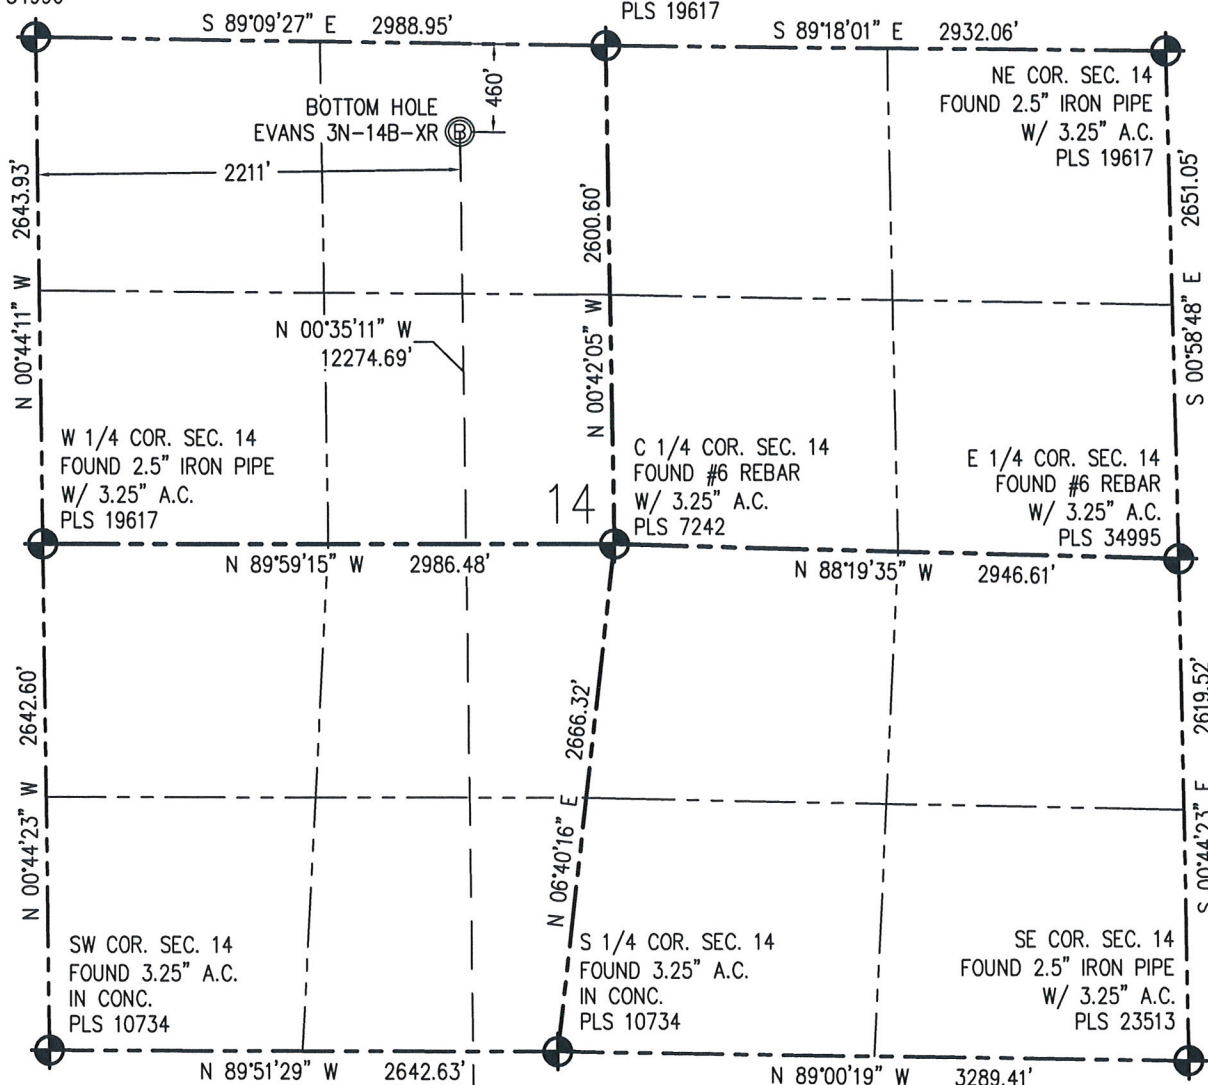 PLS 19617
S 89°09'27" E 2988.95'
S 89°18'01" E 2932.06'
460'
BOTTOM HOLE
EVANS 3N-14B-XR B
2211'
NE COR. SEC. 14
FOUND 2.5" IRON PIPE
W/ 3.25" A.C.
PLS 19617
N 00°44'11" W 2643.93'
N 00°42'05" W 2600.60'
S 00°58'48" E 2651.05'
N 00°35'11" W
12274.69'
W 1/4 COR. SEC. 14
FOUND 2.5" IRON PIPE
W/ 3.25" A.C.
PLS 19617
14
C 1/4 COR. SEC. 14
FOUND #6 REBAR
W/ 3.25" A.C.
PLS 7242
E 1/4 COR. SEC. 14
FOUND #6 REBAR
W/ 3.25" A.C.
PLS 34995
N 89°59'15" W 2986.48'
N 88°19'35" W 2946.61'
N 00°44'23" W 2642.60'
N 06°40'16" E 2666.32'
S 00°44'23" E 2619.52'
SW COR. SEC. 14
FOUND 3.25" A.C.
IN CONC.
PLS 10734
S 1/4 COR. SEC. 14
FOUND 3.25" A.C.
IN CONC.
PLS 10734
SE COR. SEC. 14
FOUND 2.5" IRON PIPE
W/ 3.25" A.C.
PLS 23513
N 89°51'29" W 2642.63'
N 89°00'19" W 3289.41'